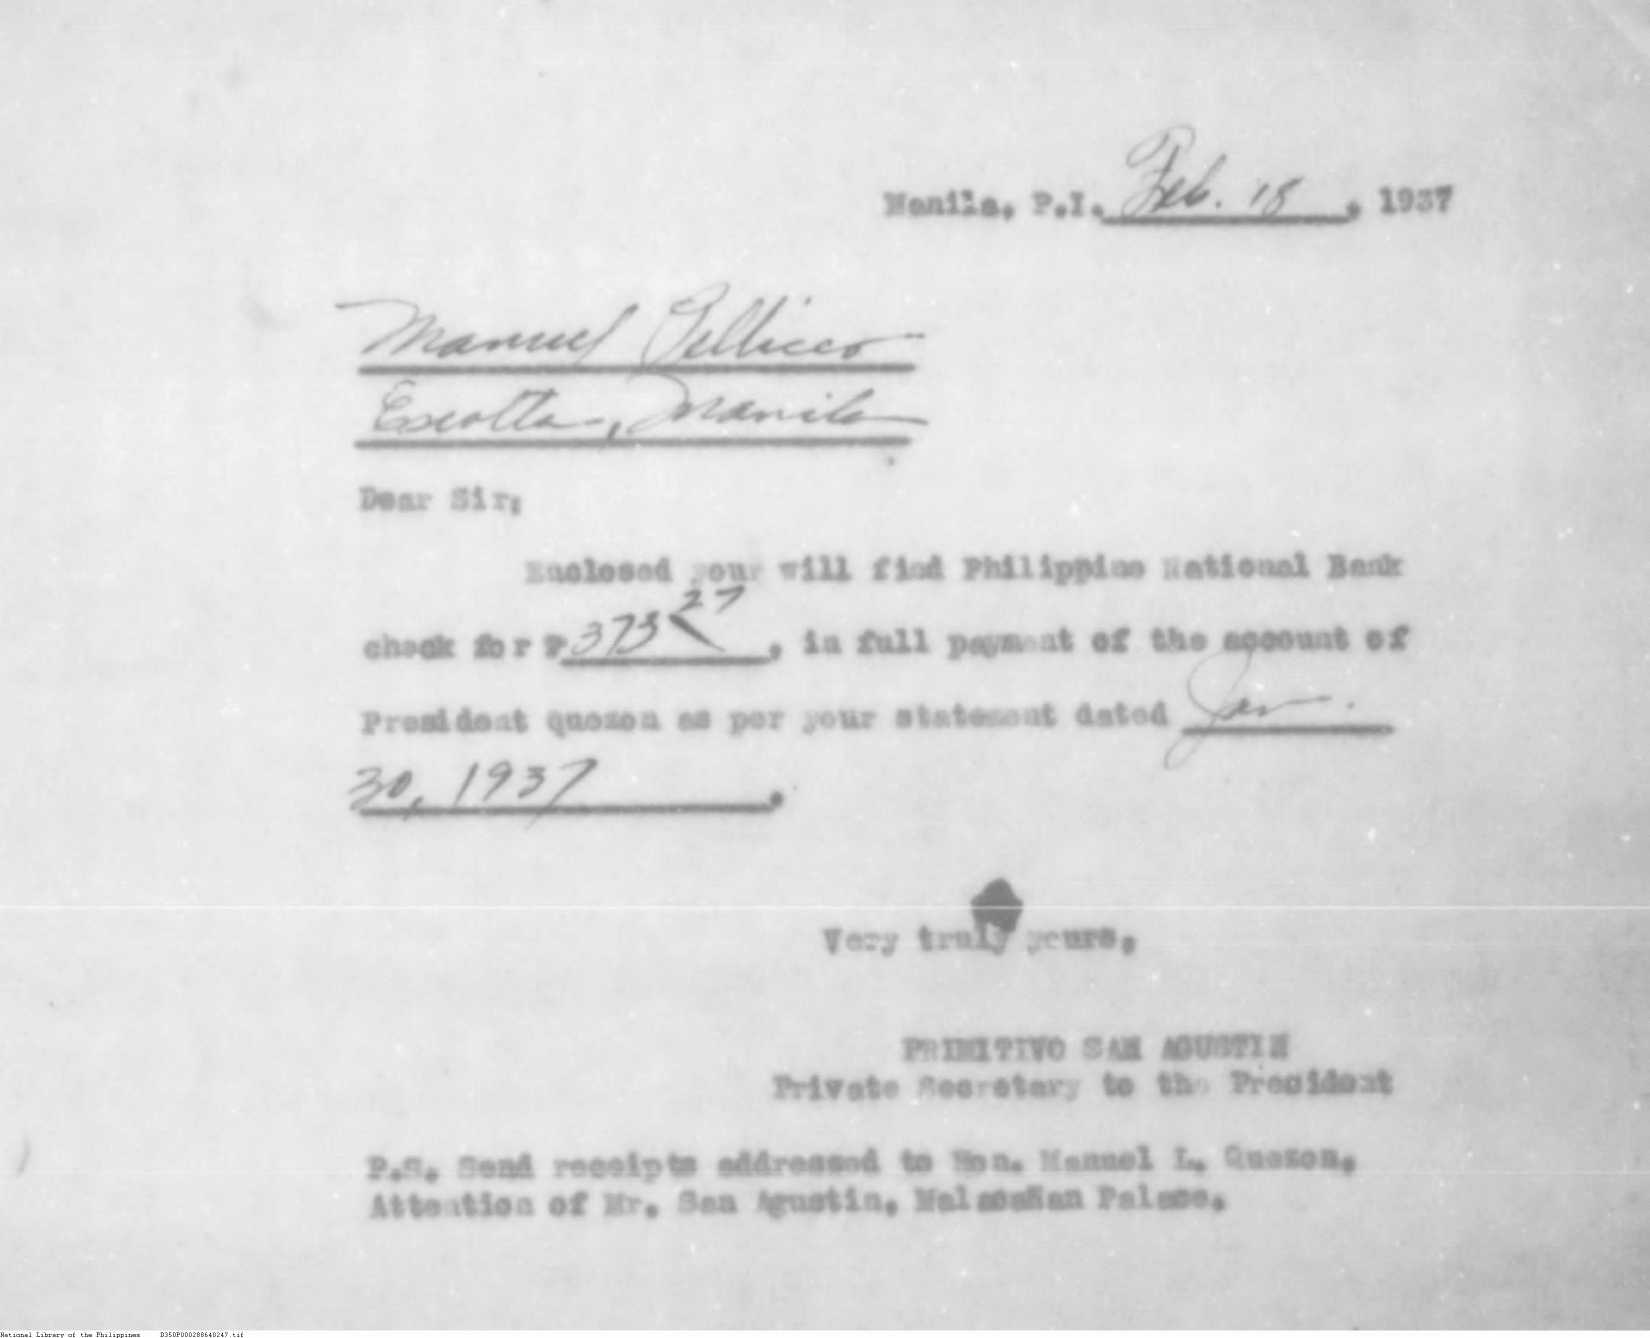 Manila, P.I. Feb. 18, 1937
Manuel Pellicer
Escolta, Manila
Dear Sir:
Enclosed your will find Philippine National Bank
check for ₱ 373 27, in full payment of the account of
President quezon as per your statement dated Jan.
30, 1937.
Very truly yours,
PRIMITIVO SAN AGUSTIN
Private Secretary to the President
P.S. Send receipts addressed to Hon. Manuel L. Quezon,
Attention of Mr. San Agustin, Malacañan Palace.
National Library of the Philippines D350P000288640247.tif